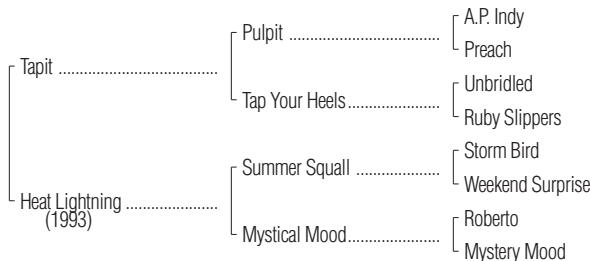 A.P. Indy
Pulpit ..................................
Preach
Tapit ....................................
Unbridled
Tap Your Heels.....................
Ruby Slippers
Storm Bird
Summer Squall ...................
Weekend Surprise
Heat Lightning .....................
(1993)
Roberto
Mystical Mood.....................
Mystery Mood